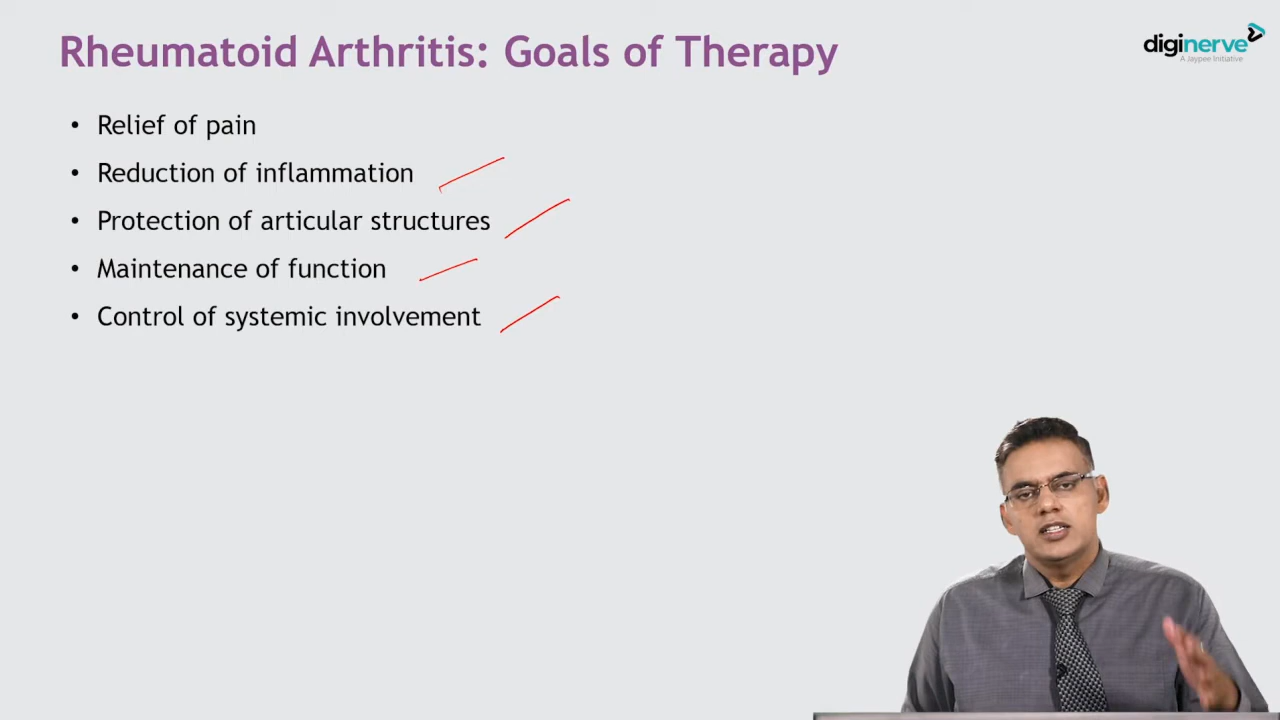 Rheumatoid Arthritis: Goals of Therapy
diginerve
A Jaypee Initiative
• Relief of pain
• Reduction of inflammation
• Protection of articular structures
• Maintenance of function
• Control of systemic involvement